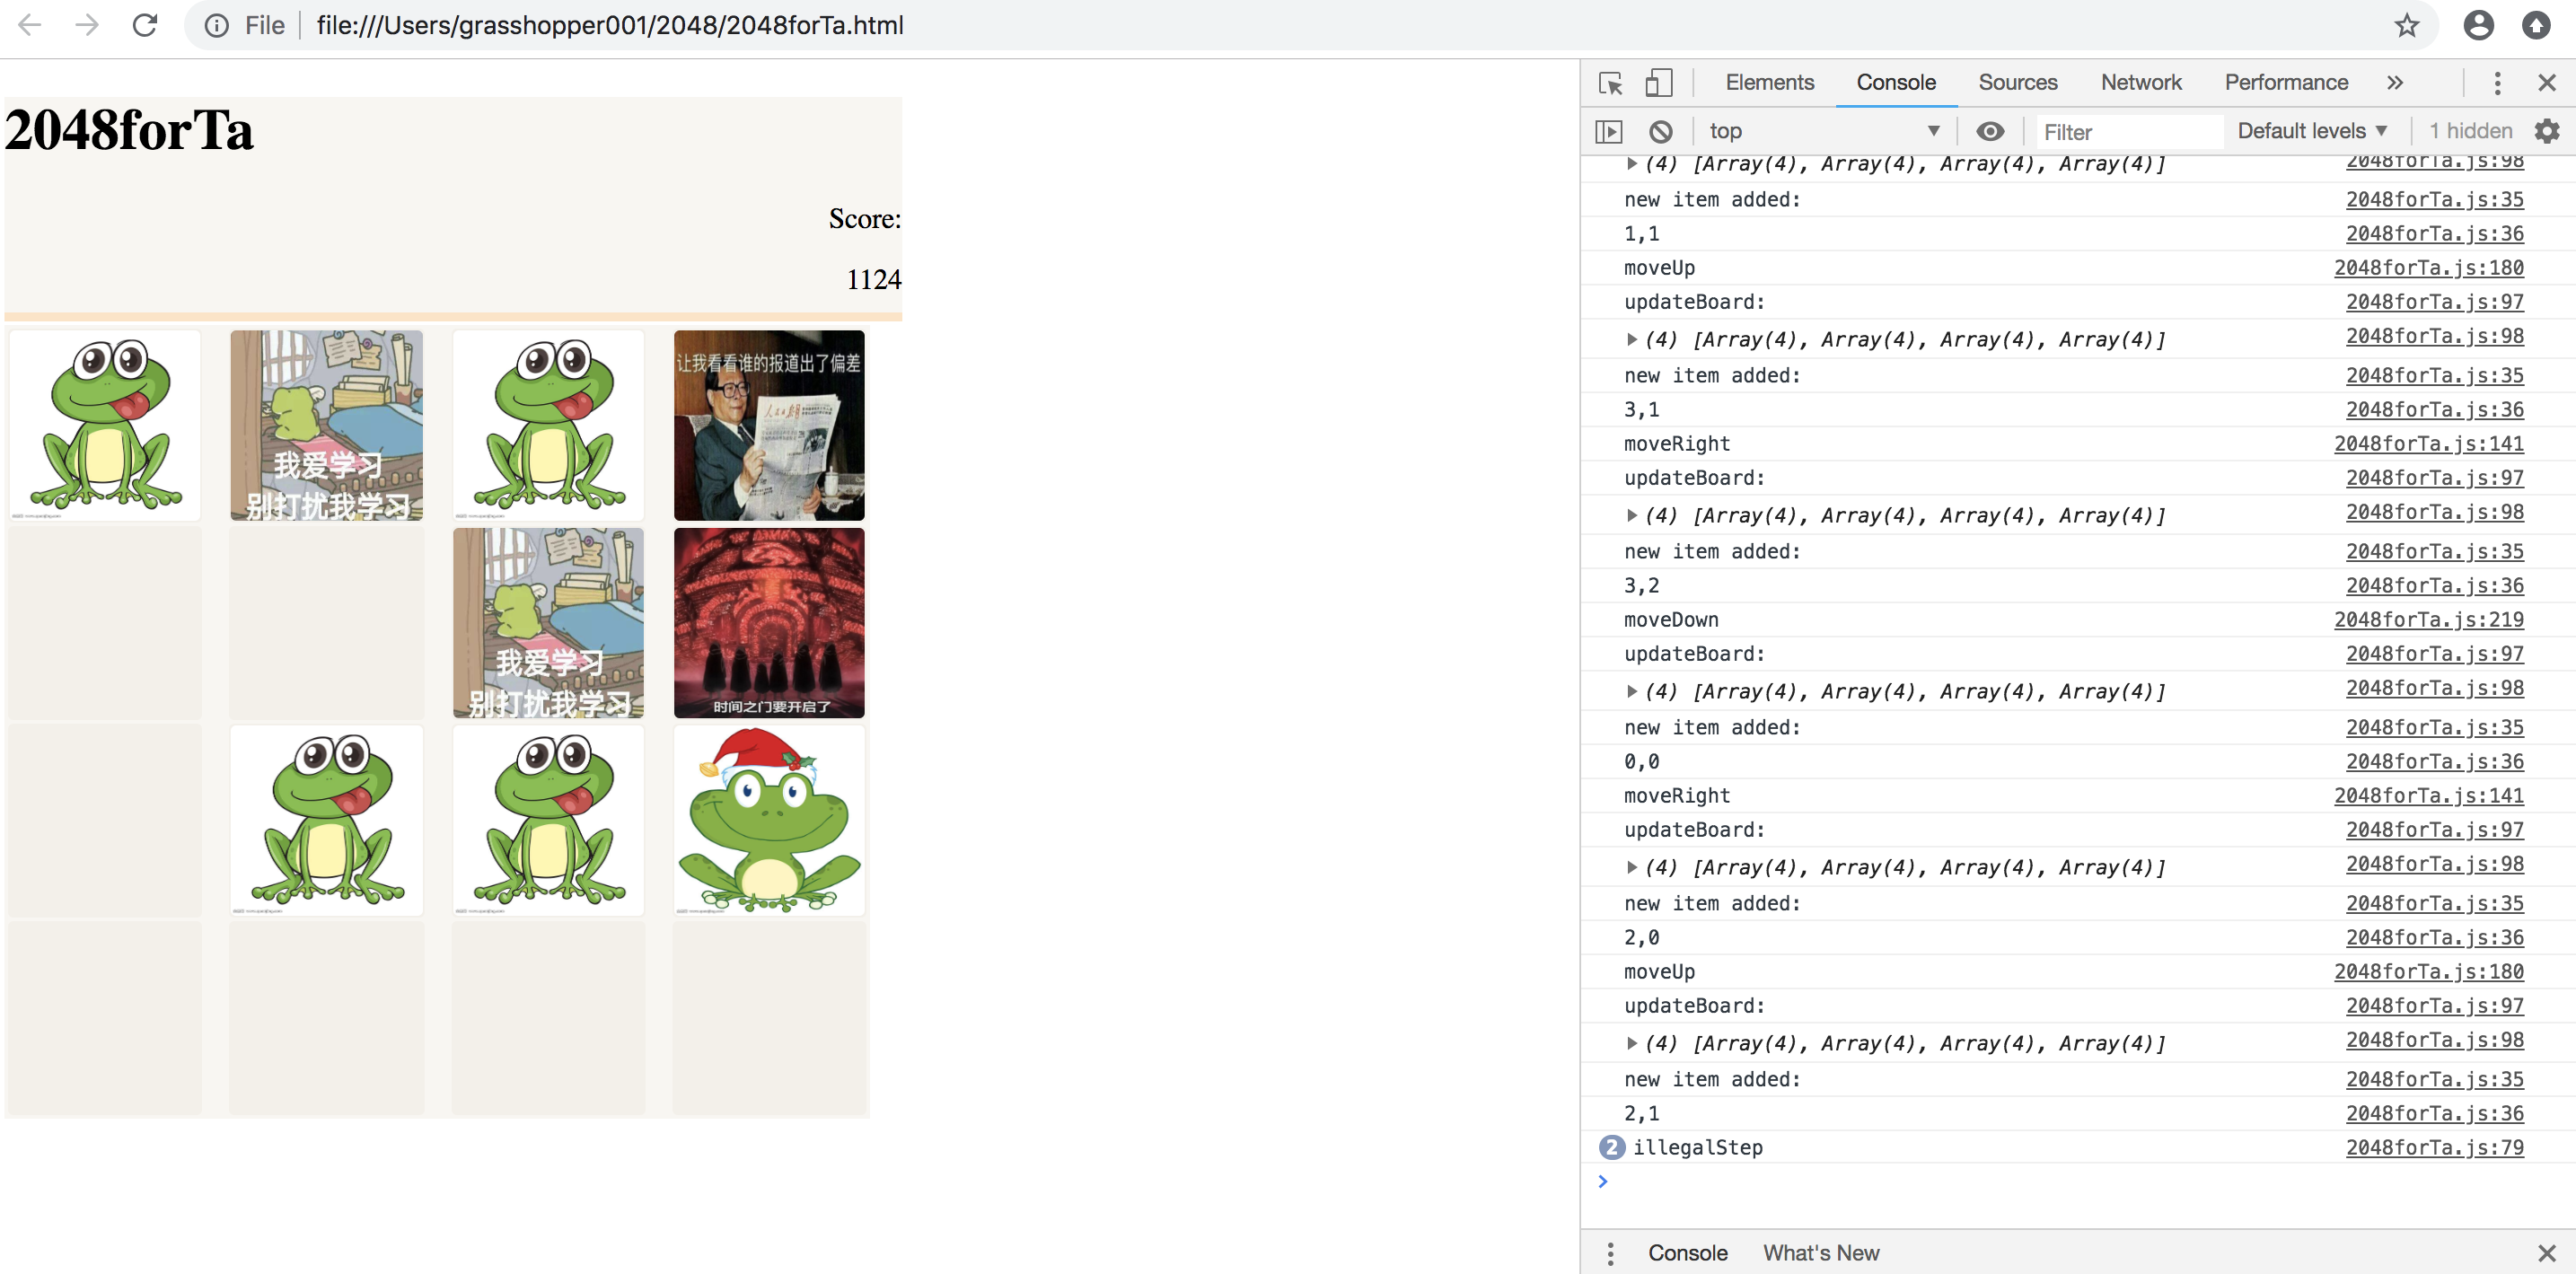 File
file:///Users/grasshopper001/2048/2048forTa.html
2048forTa
Score:
1124
我爱学习
别打扰我学习
让我看看谁的报道出了偏差
人民日报
我爱学习
别打扰我学习
时间之门要开启了
Elements Console Sources Network Performance
top Filter Default levels 1 hidden
(4) [Array(4), Array(4), Array(4), Array(4)] 2048forTa.js:98
new item added: 2048forTa.js:35
1,1 2048forTa.js:36
moveUp 2048forTa.js:180
updateBoard: 2048forTa.js:97
(4) [Array(4), Array(4), Array(4), Array(4)] 2048forTa.js:98
new item added: 2048forTa.js:35
3,1 2048forTa.js:36
moveRight 2048forTa.js:141
updateBoard: 2048forTa.js:97
(4) [Array(4), Array(4), Array(4), Array(4)] 2048forTa.js:98
new item added: 2048forTa.js:35
3,2 2048forTa.js:36
moveDown 2048forTa.js:219
updateBoard: 2048forTa.js:97
(4) [Array(4), Array(4), Array(4), Array(4)] 2048forTa.js:98
new item added: 2048forTa.js:35
0,0 2048forTa.js:36
moveRight 2048forTa.js:141
updateBoard: 2048forTa.js:97
(4) [Array(4), Array(4), Array(4), Array(4)] 2048forTa.js:98
new item added: 2048forTa.js:35
2,0 2048forTa.js:36
moveUp 2048forTa.js:180
updateBoard: 2048forTa.js:97
(4) [Array(4), Array(4), Array(4), Array(4)] 2048forTa.js:98
new item added: 2048forTa.js:35
2,1 2048forTa.js:36
2 illegalStep 2048forTa.js:79
Console What's New